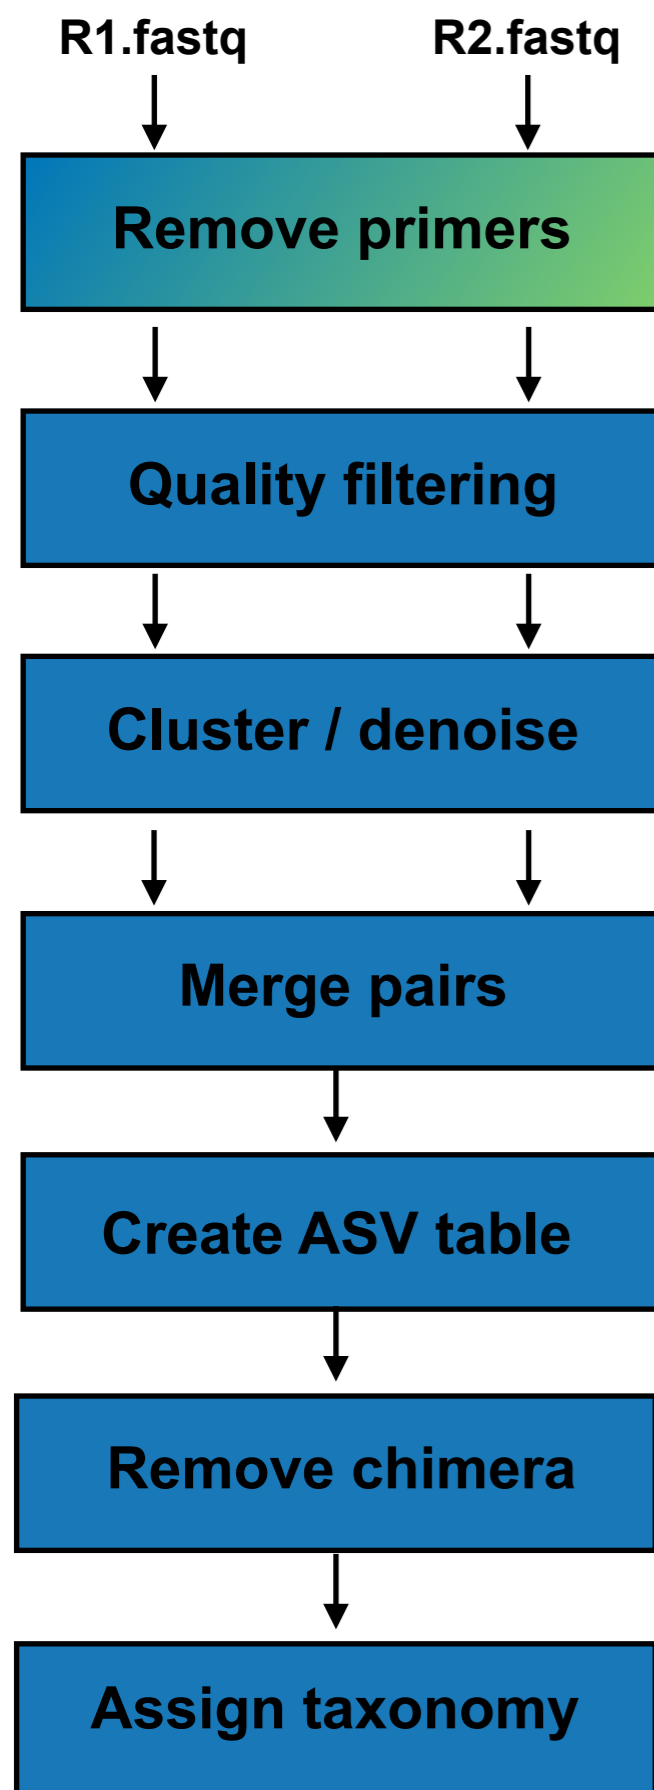 R1.fastq R2.fastq
Remove primers
Quality filtering
Cluster / denoise
Merge pairs
Create ASV table
Remove chimera
Assign taxonomy